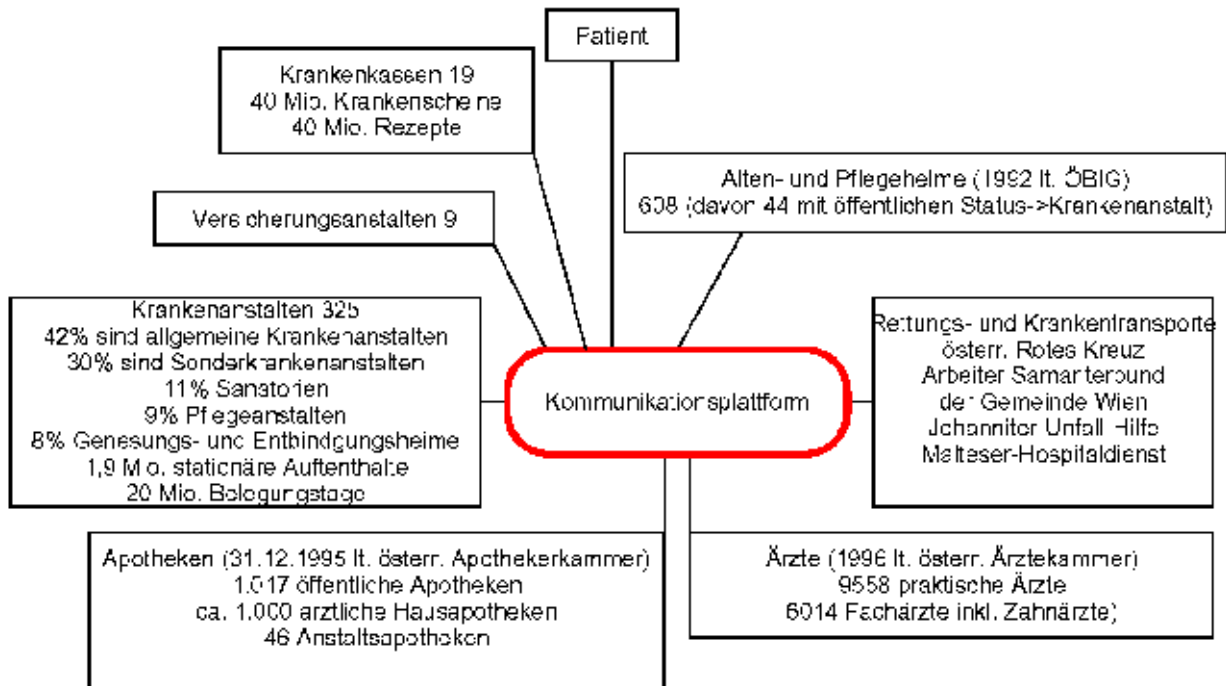 Fatient
Krankenkassen 19
40 Mio. Krankenscheine
40 Mio. Rezepte
Alten- und Pflegeheime (1992 lt. ÖBIG)
608 (davon 44 mit öffentlichen Status->Krankenanstalt)
Versicherungsanstalten 9
Krankenanstalten 325
42% sind allgemeine Krankenanstalten
30% sind Sonderkrankenanstalten
11% Sanatorien
9% Pflegeanstalten
8% Genesungs- und Entbindgungsheime
1,9 Mio. stationäre Auftenthalte
20 Mio. Belegungstage
Kommunikationsplattform
Rettungs- und Krankentransporte
österr. Rotes Kreuz
Arbeiter Samariterbund
der Gemeinde Wien
Johanniter Unfall Hilfe
Malteser-Hospitaldienst
Apotheken (31.12.1995 lt. österr. Apothekerkammer)
1.017 öffentliche Apotheken
ca. 1.000 ärztliche Hausapotheken
46 Anstaltsapotheken
Ärzte (1996 lt. österr. Ärztekammer)
9558 praktische Ärzte
6014 Fachärzte inkl. Zahnärzte)